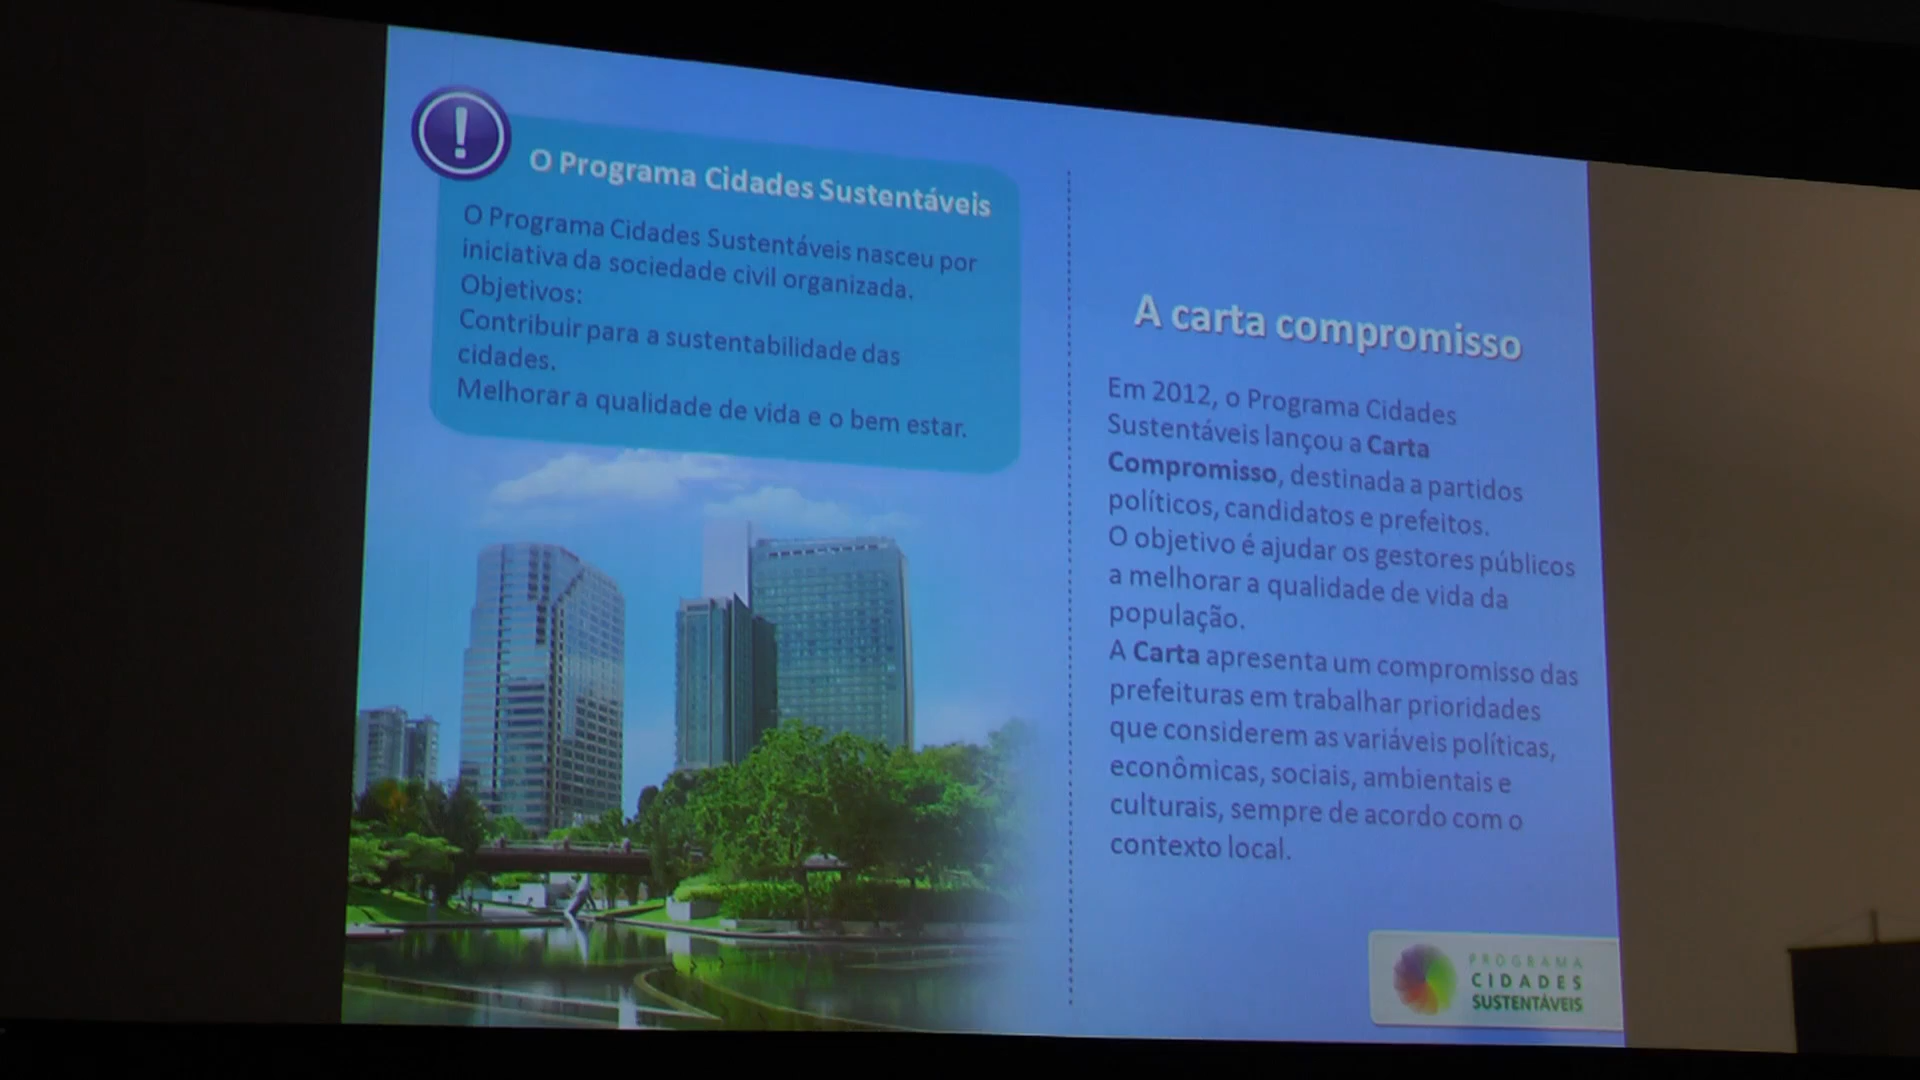 !
O Programa Cidades Sustentáveis
O Programa Cidades Sustentáveis nasceu por
iniciativa da sociedade civil organizada.
Objetivos:
Contribuir para a sustentabilidade das
cidades.
Melhorar a qualidade de vida e o bem estar.
A carta compromisso
Em 2012, o Programa Cidades
Sustentáveis lançou a Carta
Compromisso, destinada a partidos
políticos, candidatos e prefeitos.
O objetivo é ajudar os gestores públicos
a melhorar a qualidade de vida da
população.
A Carta apresenta um compromisso das
prefeituras em trabalhar prioridades
que considerem as variáveis políticas,
econômicas, sociais, ambientais e
culturais, sempre de acordo com o
contexto local.
PROGRAMA
CIDADES
SUSTENTÁVEIS